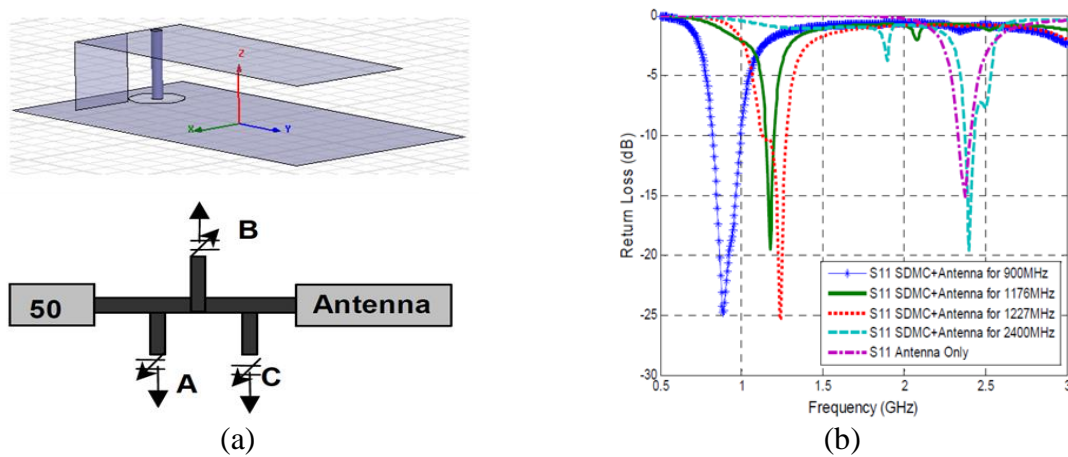 Z
X
Y
B
50
Antenna
A
C
(a)
0
-5
-10
-15
-20
-25
-30
0.5
1
1.5
2
2.5
3
Return Loss (dB)
Frequency (GHz)
S11 SDMC+Antenna for 900MHz
S11 SDMC+Antenna for 1176MHz
S11 SDMC+Antenna for 1227MHz
S11 SDMC+Antenna for 2400MHz
S11 Antenna Only
(b)